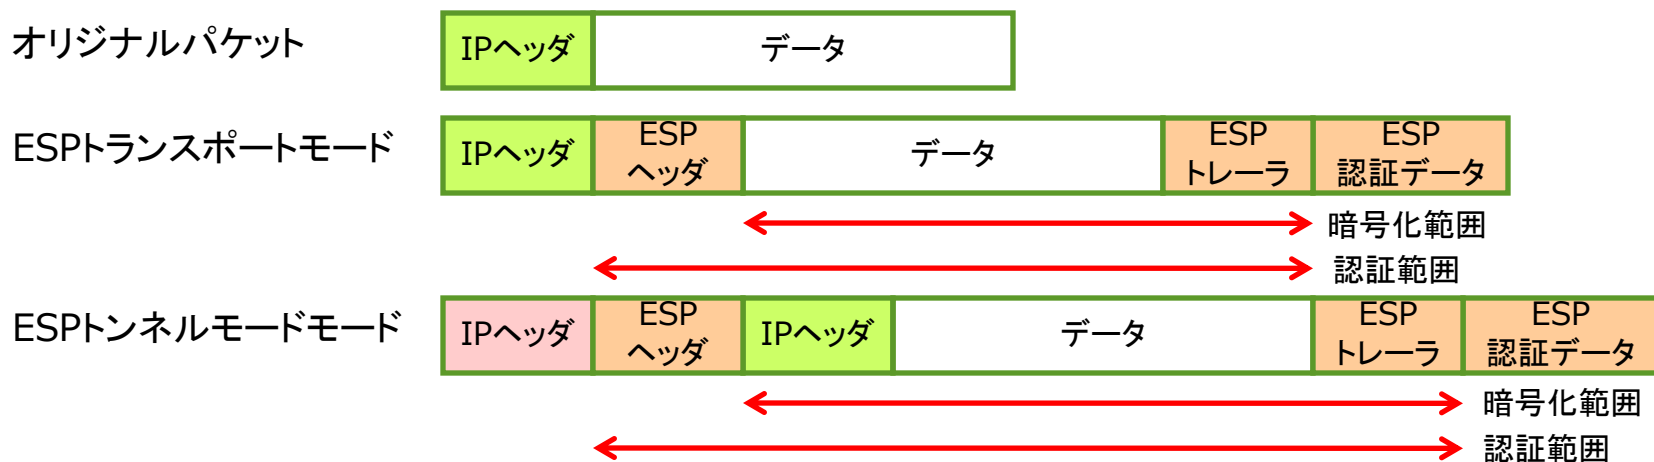 オリジナルパケット
IPヘッダ
データ
ESPトランスポートモード
IPヘッダ
ESP
ヘッダ
データ
ESP
トレーラ
ESP
認証データ
暗号化範囲
認証範囲
ESPトンネルモードモード
IPヘッダ
ESP
ヘッダ
IPヘッダ
データ
ESP
トレーラ
ESP
認証データ
暗号化範囲
認証範囲